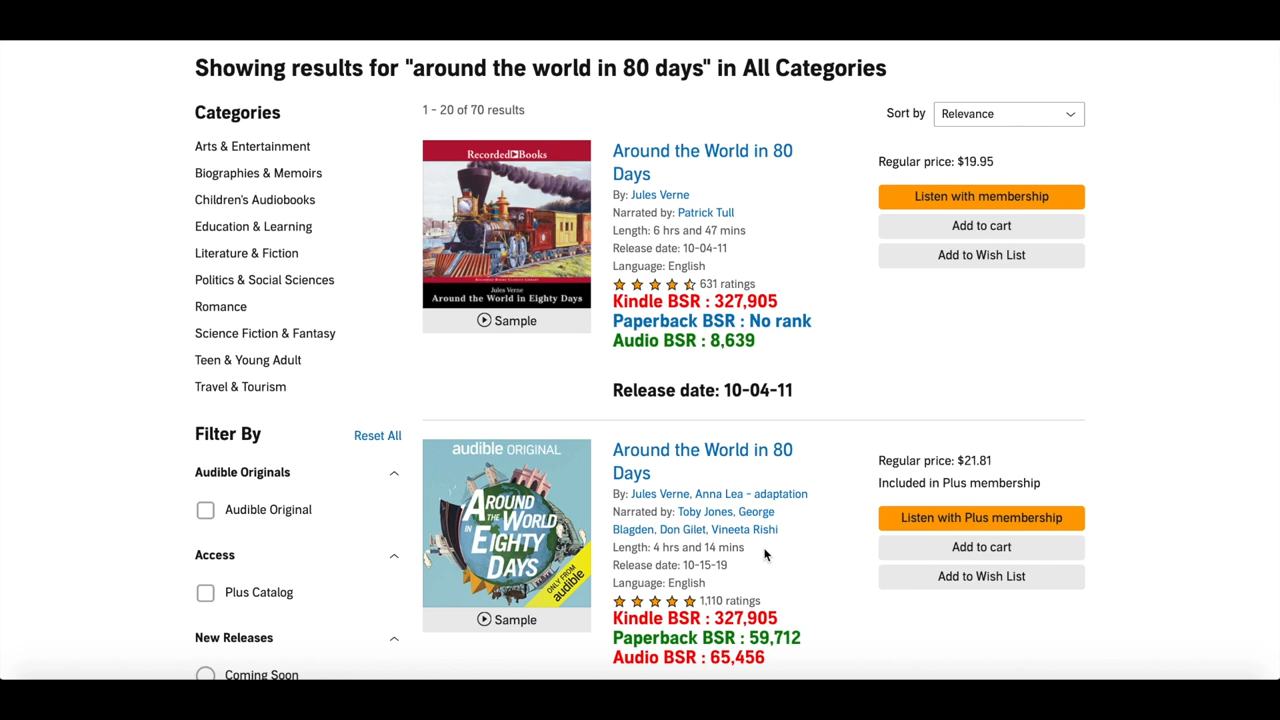 Showing results for "around the world in 80 days" in All Categories
Categories
Arts & Entertainment
Biographies & Memoirs
Children's Audiobooks
Education & Learning
Literature & Fiction
Politics & Social Sciences
Romance
Science Fiction & Fantasy
Teen & Young Adult
Travel & Tourism
Filter By
Reset All
Audible Originals
Audible Original
Access
Plus Catalog
New Releases
Coming Soon
1 - 20 of 70 results
Sort by
Relevance
Recorded Books
Jules Verne
Around the World in Eighty Days
Sample
Around the World in 80
Days
By: Jules Verne
Narrated by: Patrick Tull
Length: 6 hrs and 47 mins
Release date: 10-04-11
Language: English
631 ratings
Kindle BSR : 327,905
Paperback BSR : No rank
Audio BSR : 8,639
Release date: 10-04-11
Regular price: $19.95
Listen with membership
Add to cart
Add to Wish List
audible ORIGINAL
AROUND
THE WORLD
IN EIGHTY
DAYS
ONLY FROM
audible
Sample
Around the World in 80
Days
By: Jules Verne, Anna Lea - adaptation
Narrated by: Toby Jones, George
Blagden, Don Gilet, Vineeta Rishi
Length: 4 hrs and 14 mins
Release date: 10-15-19
Language: English
1,110 ratings
Kindle BSR : 327,905
Paperback BSR : 59,712
Audio BSR : 65,456
Regular price: $21.81
Included in Plus membership
Listen with Plus membership
Add to cart
Add to Wish List